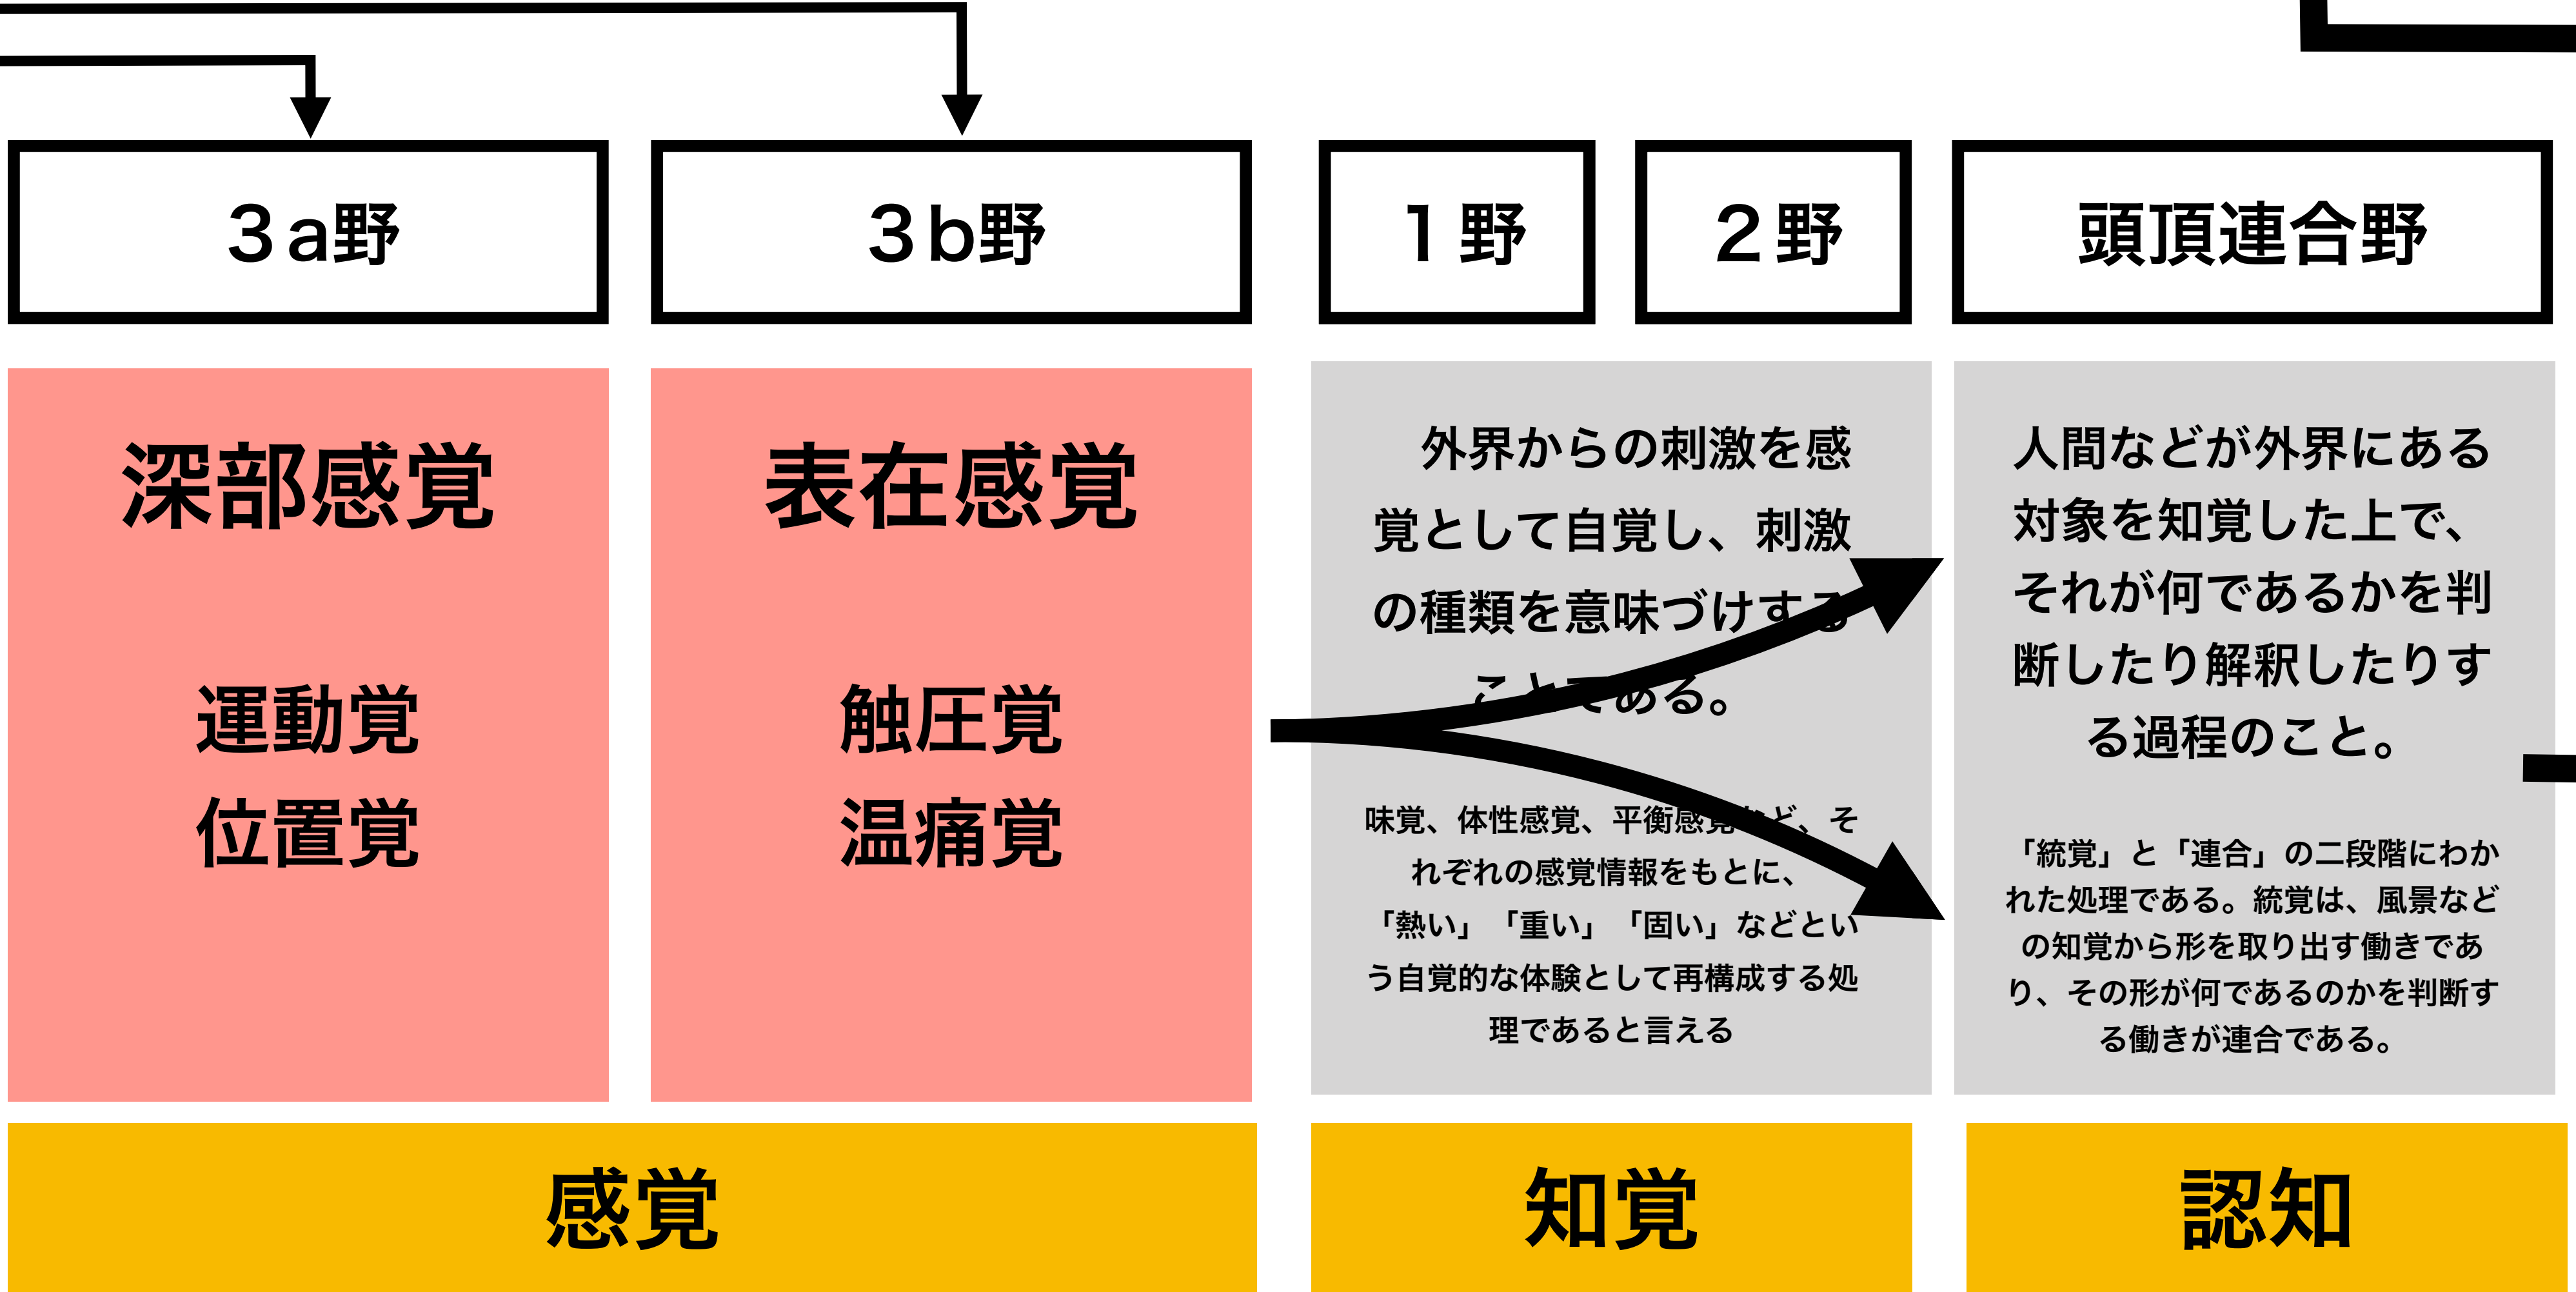 ３a野
３b野
１野
２野
頭頂連合野
深部感覚
運動覚
位置覚
表在感覚
触圧覚
温痛覚
外界からの刺激を感
覚として自覚し、刺激
の種類を意味づけする
ことである。
味覚、体性感覚、平衡感覚など、そ
れぞれの感覚情報をもとに、
「熱い」「重い」「固い」などとい
う自覚的な体験として再構成する処
理であると言える
人間などが外界にある
対象を知覚した上で、
それが何であるかを判
断したり解釈したりす
る過程のこと。
「統覚」と「連合」の二段階にわか
れた処理である。統覚は、風景など
の知覚から形を取り出す働きであ
り、その形が何であるのかを判断す
る働きが連合である。
感覚
知覚
認知